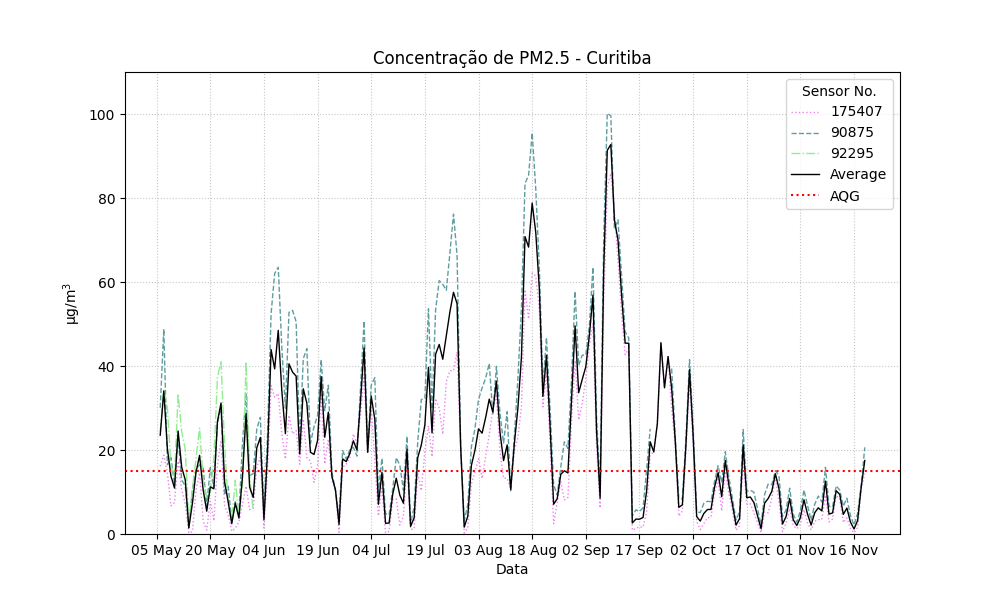 Concentração de PM2.5 - Curitiba
Sensor No.
175407
90875
92295
Average
AQG
100
80
60
40
20
0
µg/m³
05 May 20 May 04 Jun 19 Jun 04 Jul 19 Jul 03 Aug 18 Aug 02 Sep 17 Sep 02 Oct 17 Oct 01 Nov 16 Nov
Data